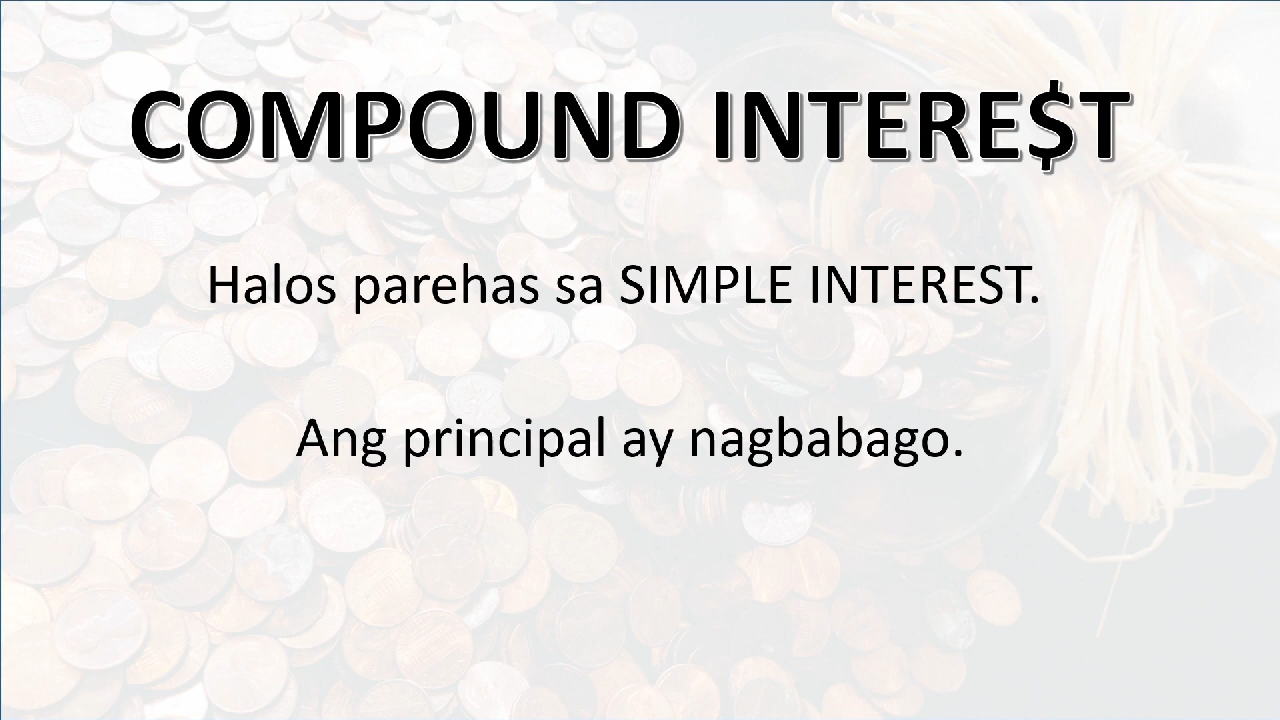 COMPOUND INTERE$T
Halos parehas sa SIMPLE INTEREST.
Ang principal ay nagbabago.